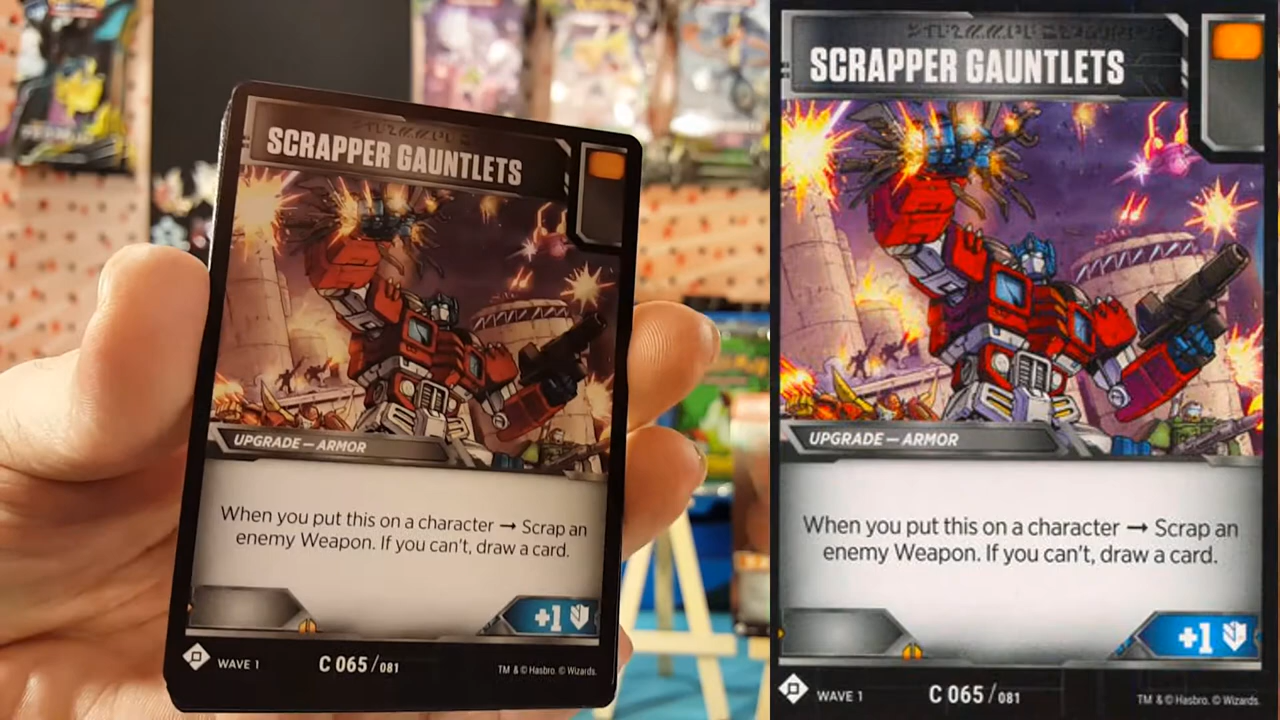 SCRAPPER GAUNTLETS
UPGRADE – ARMOR
When you put this on a character → Scrap an
enemy Weapon. If you can't, draw a card.
+1
WAVE 1
C 065/081
TM & © Hasbro. © Wizards.
SCRAPPER GAUNTLETS
UPGRADE – ARMOR
When you put this on a character → Scrap an
enemy Weapon. If you can't, draw a card.
+1
WAVE 1
C 065/081
TM & © Hasbro. © Wizards.